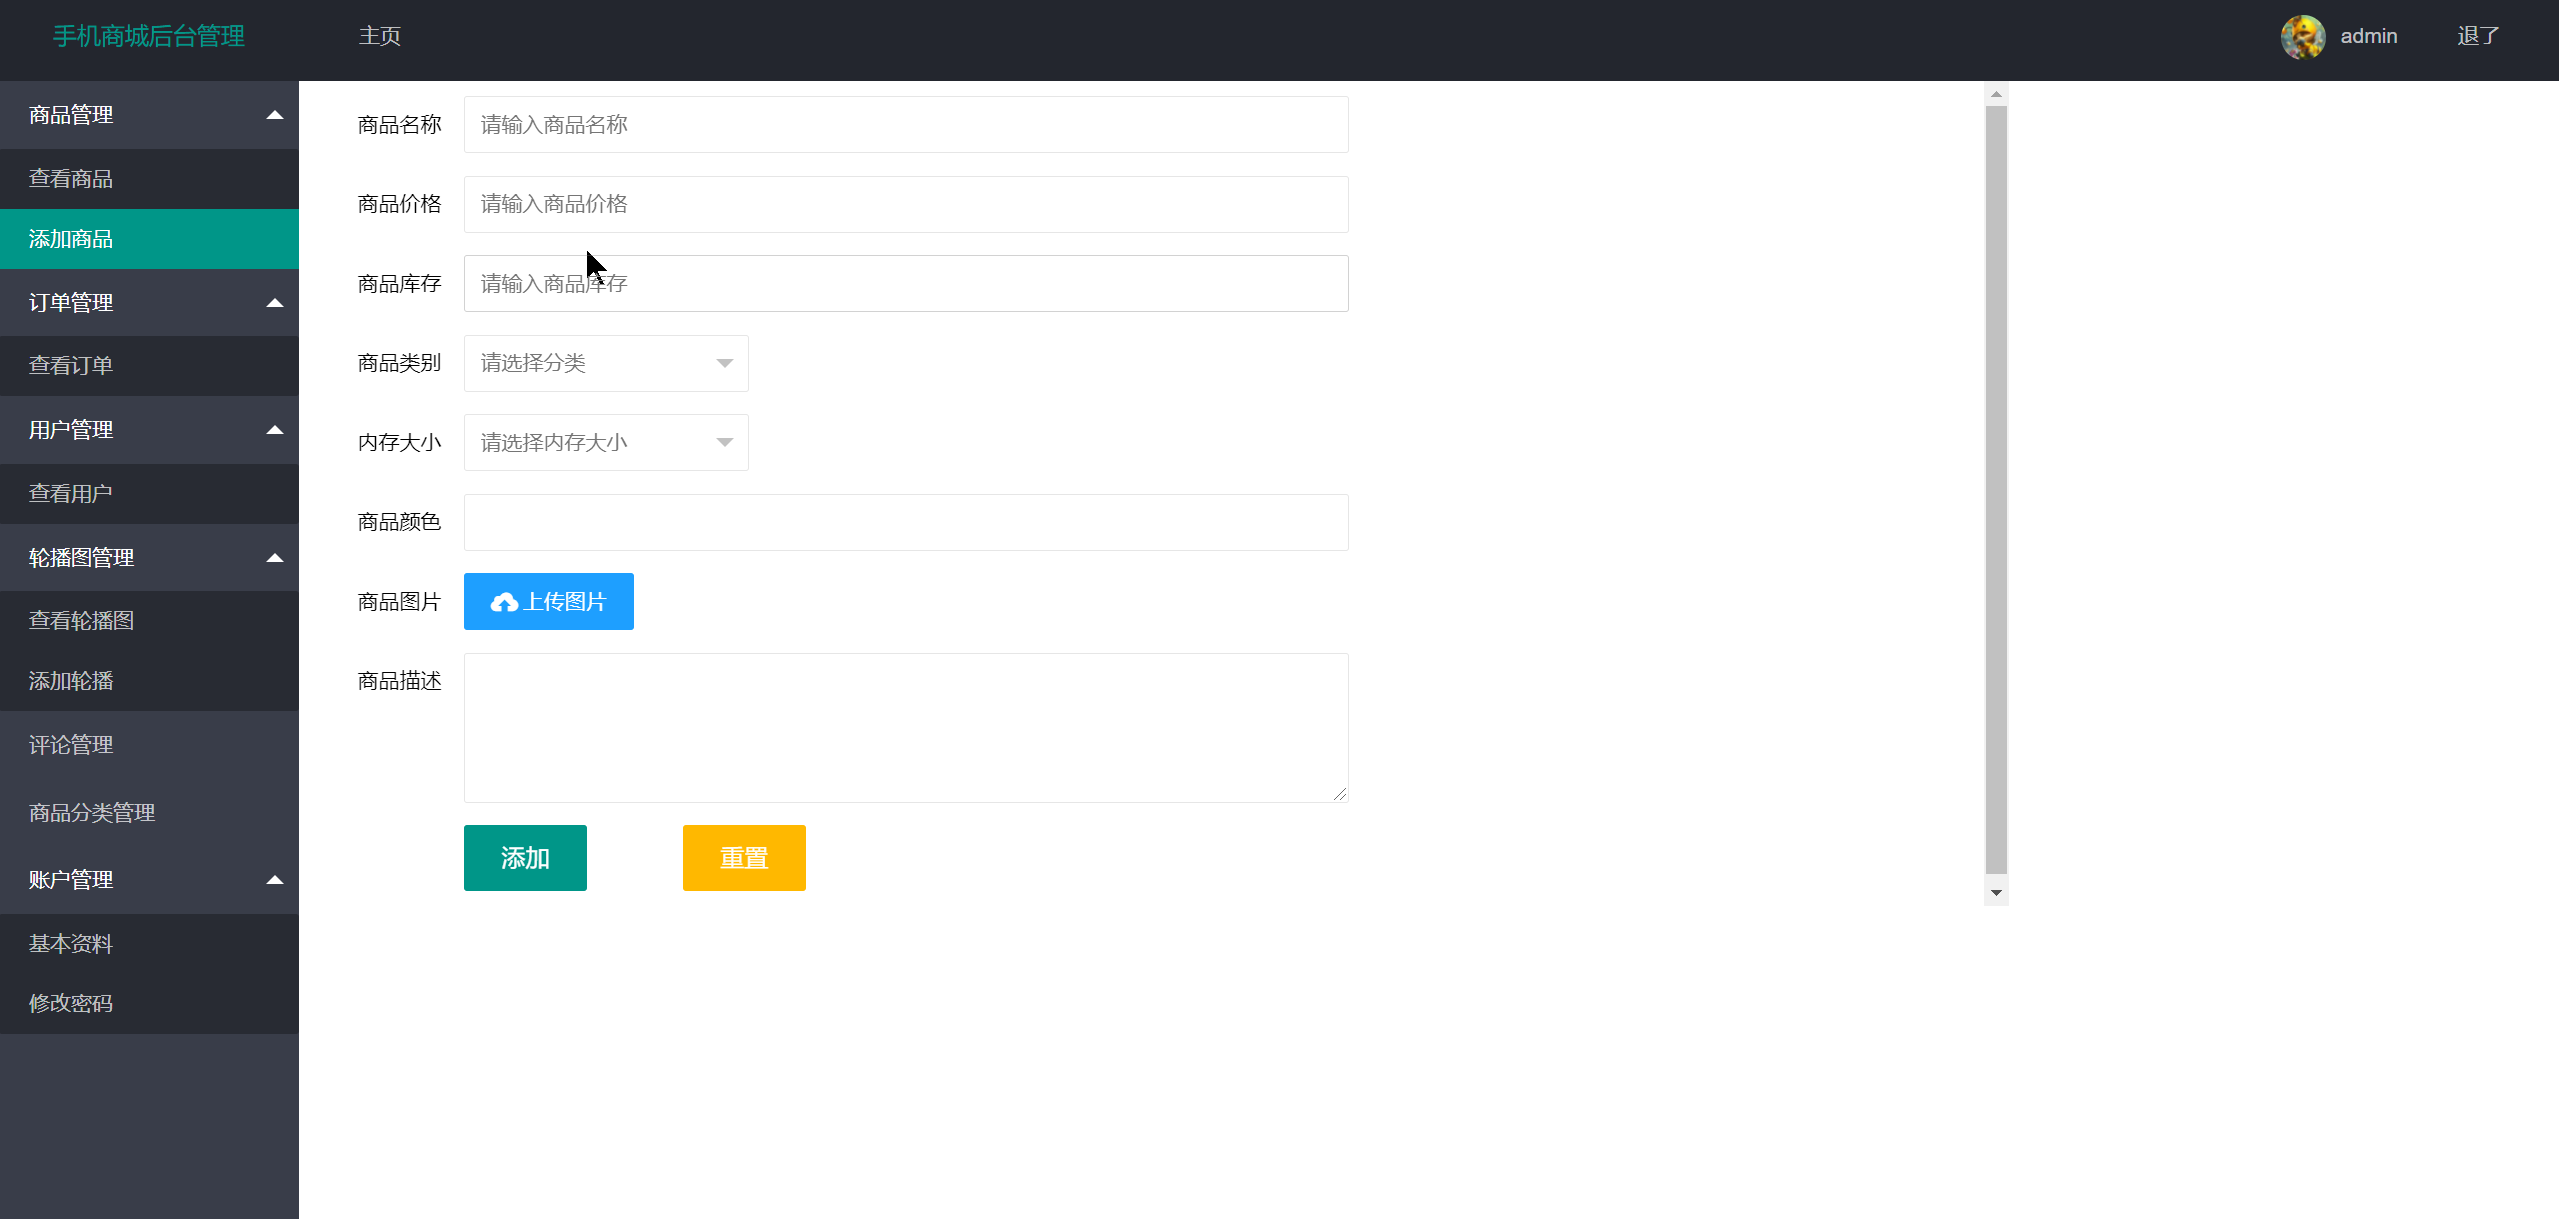 手机商城后台管理
主页
admin
退了
商品管理
查看商品
添加商品
订单管理
查看订单
用户管理
查看用户
轮播图管理
查看轮播图
添加轮播
评论管理
商品分类管理
账户管理
基本资料
修改密码
商品名称 请输入商品名称
商品价格 请输入商品价格
商品库存 请输入商品库存
商品类别 请选择分类
内存大小 请选择内存大小
商品颜色
商品图片 上传图片
商品描述
添加 重置